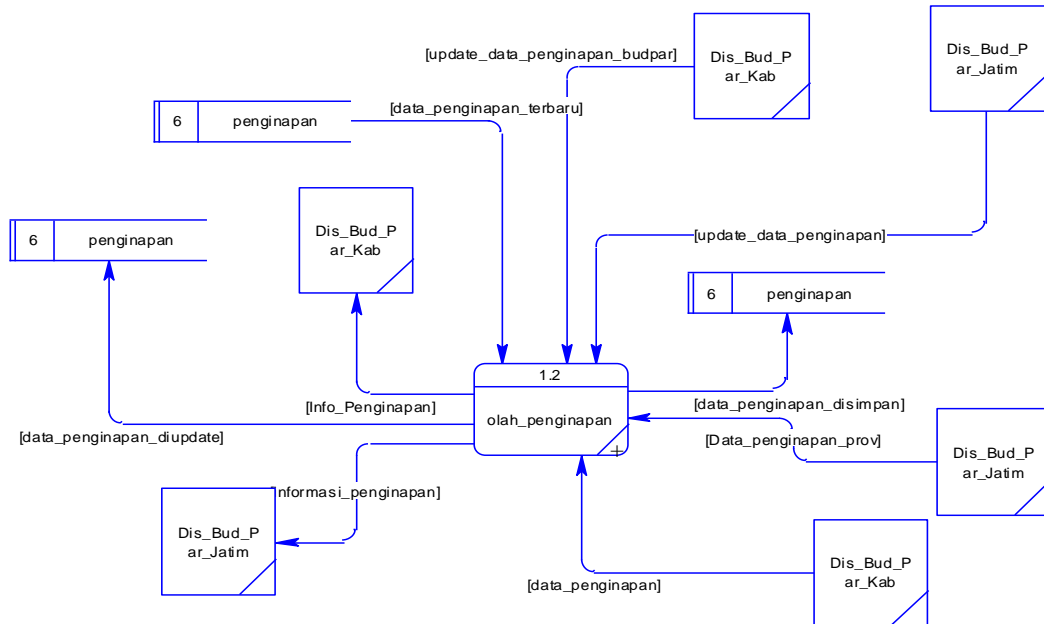 Dis_Bud_P
ar_Kab
Dis_Bud_P
ar_Jatim
[update_data_penginapan_budpar]
[data_penginapan_terbaru]
6
penginapan
6
penginapan
Dis_Bud_P
ar_Kab
[update_data_penginapan]
6
penginapan
1.2
olah_penginapan
[Info_Penginapan]
[data_penginapan_disimpan]
[data_penginapan_diupdate]
[Data_penginapan_prov]
Dis_Bud_P
ar_Jatim
nformasi_penginapan]
Dis_Bud_P
ar_Jatim
[data_penginapan]
Dis_Bud_P
ar_Kab